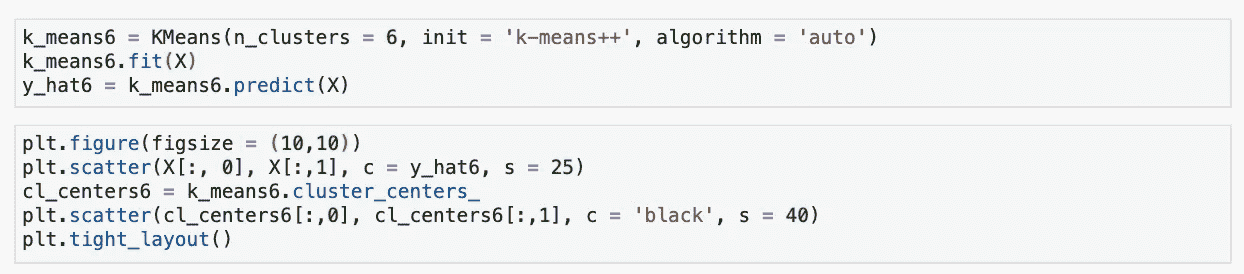 k_means6 = KMeans(n_clusters = 6, init = 'k-means++', algorithm = 'auto')
k_means6.fit(X)
y_hat6 = k_means6.predict(X)
plt.figure(figsize = (10,10))
plt.scatter(X[:, 0], X[:,1], c = y_hat6, s = 25)
cl_centers6 = k_means6.cluster_centers_
plt.scatter(cl_centers6[:,0], cl_centers6[:,1], c = 'black', s = 40)
plt.tight_layout()